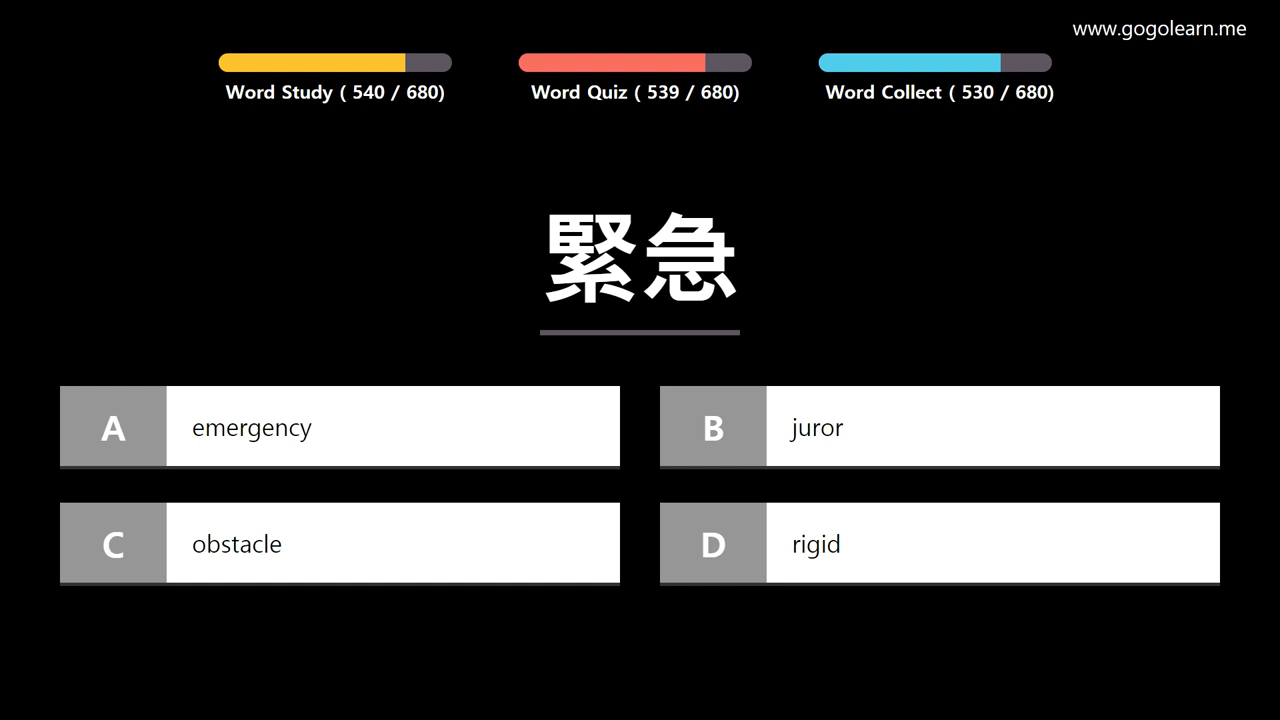 www.gogolearn.me
Word Study ( 540 / 680)
Word Quiz ( 539 / 680)
Word Collect ( 530 / 680)
緊急
A emergency
B juror
C obstacle
D rigid